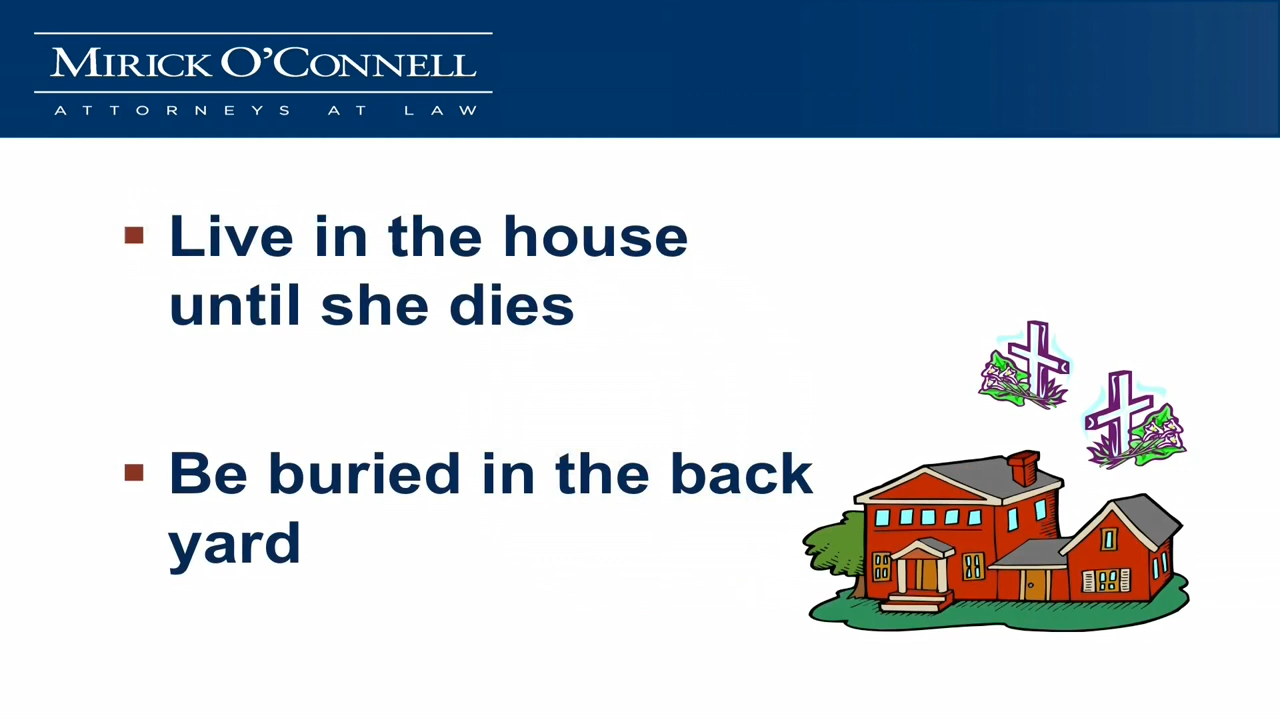 MIRICK O'CONNELL
ATTORNEYS AT LAW
▪ Live in the house
until she dies
▪ Be buried in the back
yard